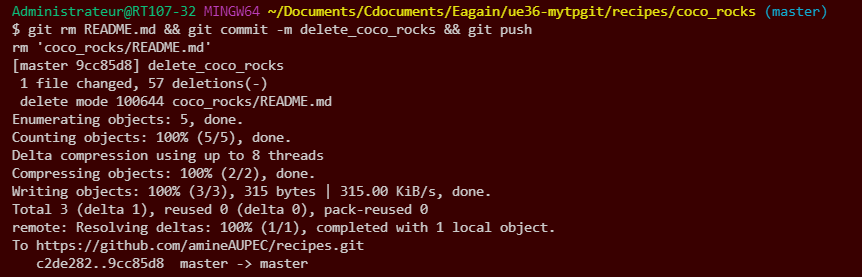 Administrateur@RT107-32 MINGW64 ~/Documents/Cdocuments/Eagain/ue36-mytpgit/recipes/coco_rocks (master)
$ git rm README.md && git commit -m delete_coco_rocks && git push
rm 'coco_rocks/README.md'
[master 9cc85d8] delete_coco_rocks
 1 file changed, 57 deletions(-)
 delete mode 100644 coco_rocks/README.md
Enumerating objects: 5, done.
Counting objects: 100% (5/5), done.
Delta compression using up to 8 threads
Compressing objects: 100% (2/2), done.
Writing objects: 100% (3/3), 315 bytes | 315.00 KiB/s, done.
Total 3 (delta 1), reused 0 (delta 0), pack-reused 0
remote: Resolving deltas: 100% (1/1), completed with 1 local object.
To https://github.com/amineAUPEC/recipes.git
   c2de282..9cc85d8  master -> master